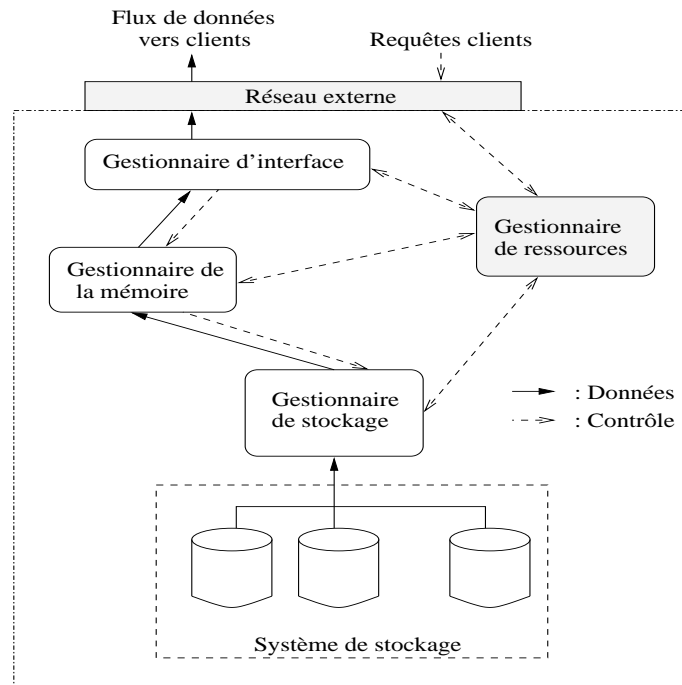 Flux de données
vers clients
Requêtes clients
Réseau externe
Gestionnaire d'interface
Gestionnaire
de ressources
Gestionnaire de
la mémoire
Gestionnaire
de stockage
: Données
: Contrôle
Système de stockage